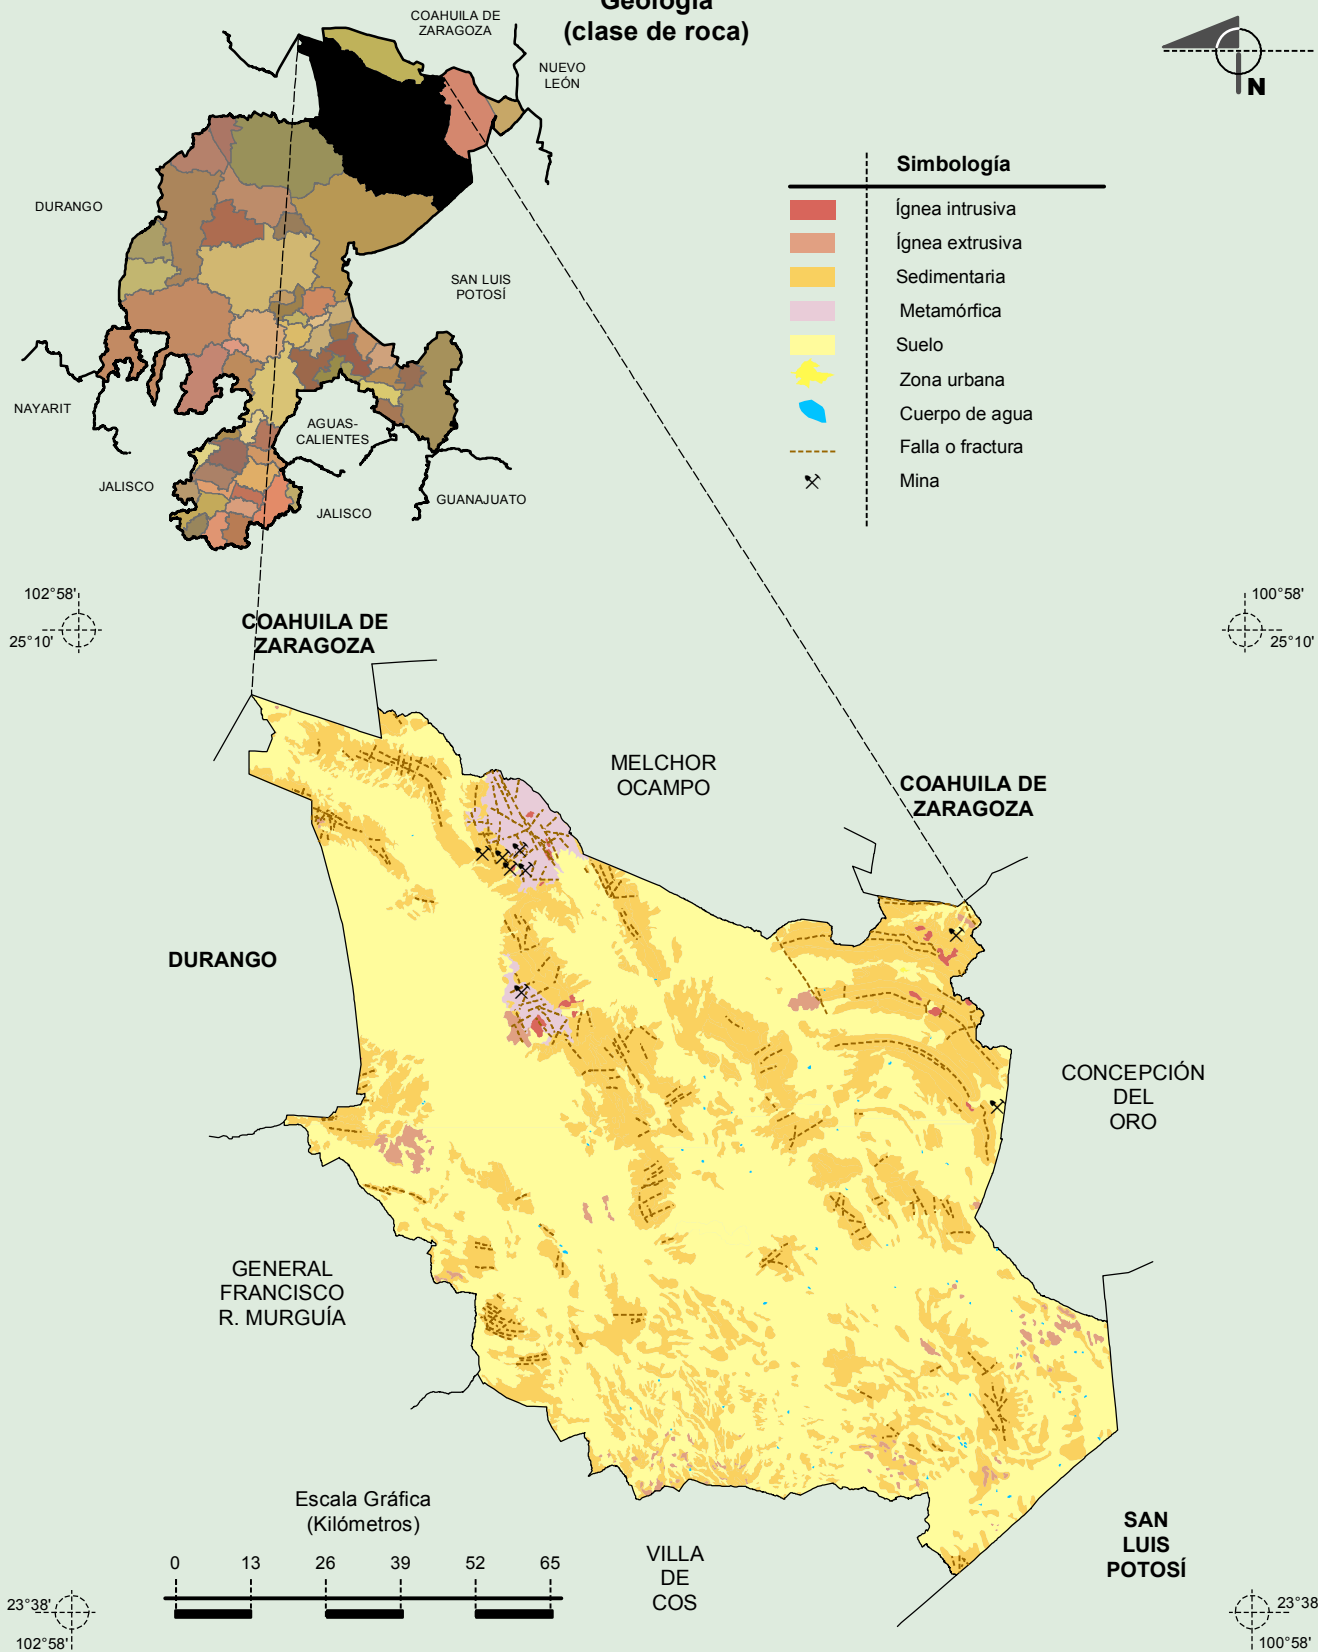 Geología
(clase de roca)
COAHUILA DE
ZARAGOZA
NUEVO
LEÓN
N
DURANGO
SAN LUIS
POTOSÍ
NAYARIT
AGUAS-
CALIENTES
JALISCO
JALISCO
GUANAJUATO
Simbología
Ígnea intrusiva
Ígnea extrusiva
Sedimentaria
Metamórfica
Suelo
Zona urbana
Cuerpo de agua
Falla o fractura
Mina
102°58'
25°10'
100°58'
25°10'
COAHUILA DE
ZARAGOZA
MELCHOR
OCAMPO
COAHUILA DE
ZARAGOZA
DURANGO
CONCEPCIÓN
DEL
ORO
GENERAL
FRANCISCO
R. MURGUÍA
Escala Gráfica
(Kilómetros)
0 13 26 39 52 65
VILLA
DE
COS
SAN
LUIS
POTOSÍ
23°38'
102°58'
23°38
100°58'